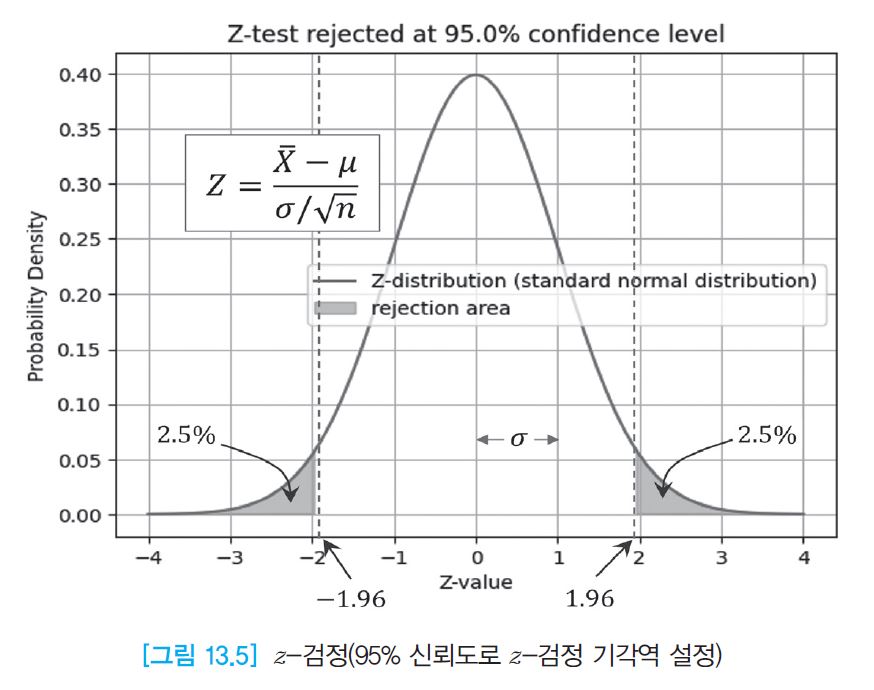 Z-test rejected at 95.0% confidence level
0.40
0.35
0.30
0.25
0.20
0.15
0.10
0.05
0.00
Probability Density
Z = (X̄ − μ) / (σ/√n)
Z-distribution (standard normal distribution)
rejection area
2.5%
σ
2.5%
−4 −3 −2 −1 0 1 2 3 4
Z-value
−1.96
1.96
[그림 13.5] z-검정(95% 신뢰도로 z-검정 기각역 설정)